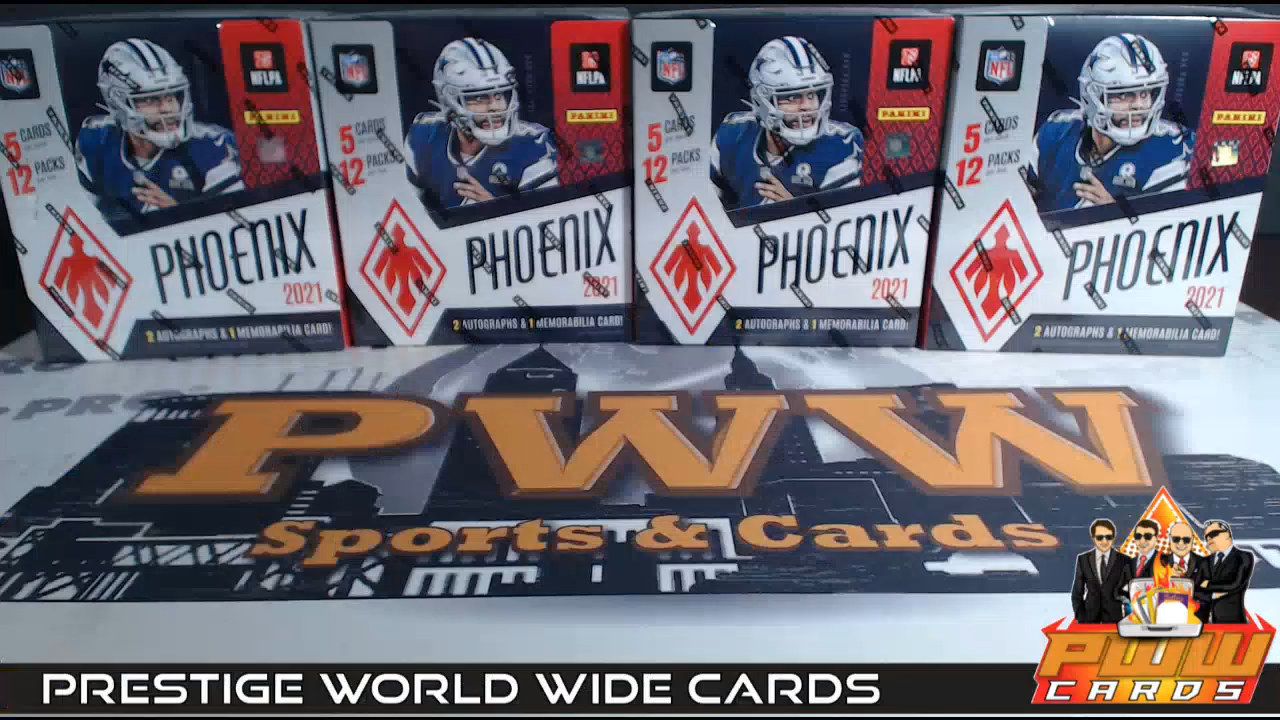 NFL
NFLPA
PANINI
5 CARDS
12 PACKS
PHOENIX
2021
2 AUTOGRAPHS & 1 MEMORABILIA CARD!
NFL
NFLPA
PANINI
5 CARDS
12 PACKS
PHOENIX
2021
2 AUTOGRAPHS & 1 MEMORABILIA CARD!
NFL
NFLPA
PANINI
5 CARDS
12 PACKS
PHOENIX
2021
2 AUTOGRAPHS & 1 MEMORABILIA CARD!
NFL
NFLPA
PANINI
5 CARDS
12 PACKS
PHOENIX
2021
2 AUTOGRAPHS & 1 MEMORABILIA CARD!
PWW
Sports & Cards
PRESTIGE WORLD WIDE CARDS
PWW
CARDS